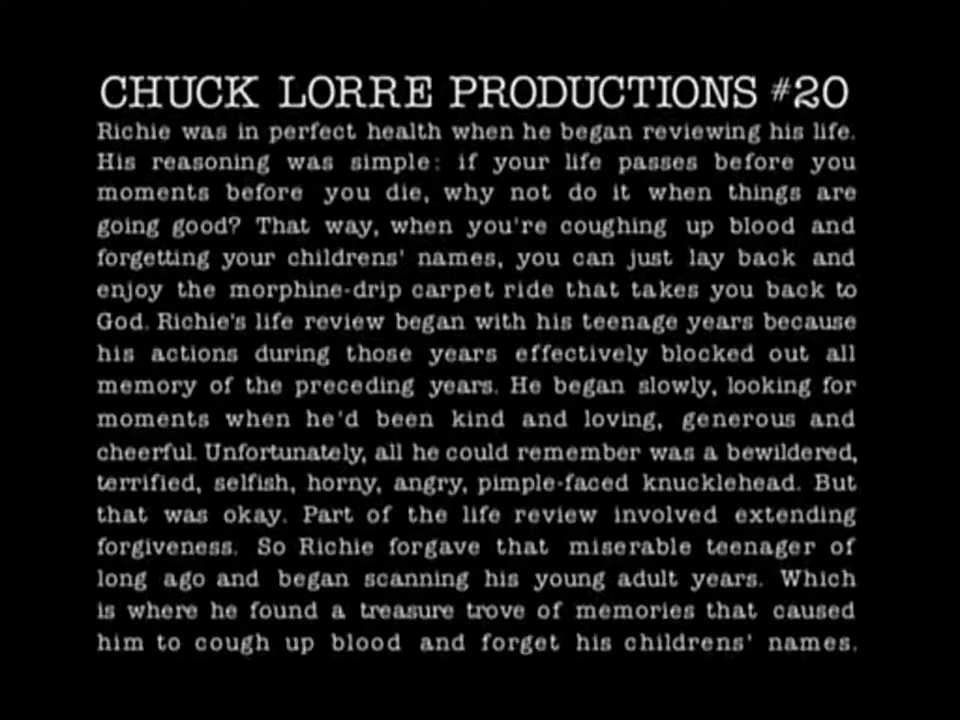 CHUCK LORRE PRODUCTIONS #20
Richie was in perfect health when he began reviewing his life.
His reasoning was simple: if your life passes before you
moments before you die, why not do it when things are
going good? That way, when you're coughing up blood and
forgetting your childrens' names, you can just lay back and
enjoy the morphine-drip carpet ride that takes you back to
God. Richie's life review began with his teenage years because
his actions during those years effectively blocked out all
memory of the preceding years. He began slowly, looking for
moments when he'd been kind and loving, generous and
cheerful. Unfortunately, all he could remember was a bewildered,
terrified, selfish, horny, angry, pimple-faced knucklehead. But
that was okay. Part of the life review involved extending
forgiveness. So Richie forgave that miserable teenager of
long ago and began scanning his young adult years. Which
is where he found a treasure trove of memories that caused
him to cough up blood and forget his childrens' names.